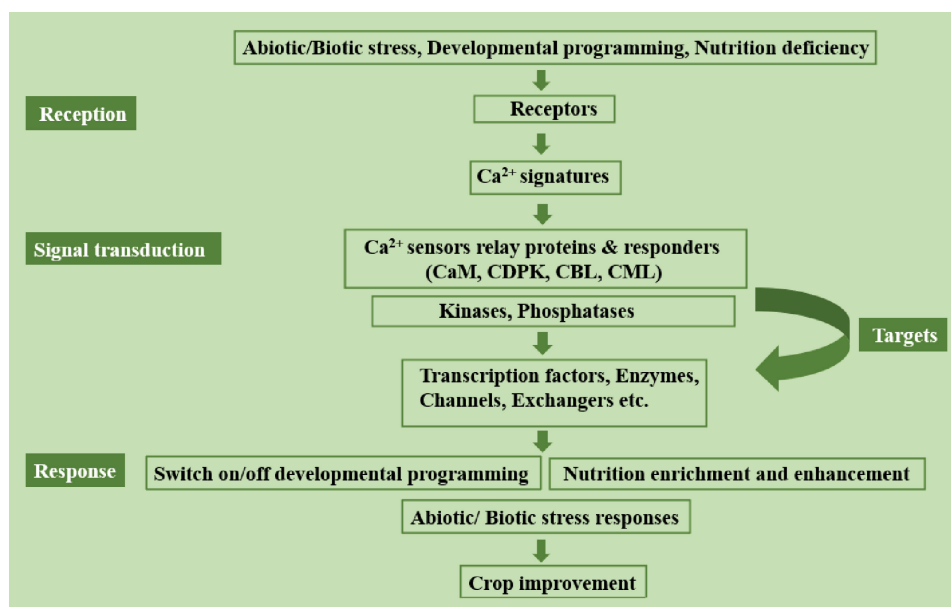 Abiotic/Biotic stress, Developmental programming, Nutrition deficiency
Reception
Receptors
Ca²⁺ signatures
Signal transduction
Ca²⁺ sensors relay proteins & responders
(CaM, CDPK, CBL, CML)
Kinases, Phosphatases
Targets
Transcription factors, Enzymes,
Channels, Exchangers etc.
Response
Switch on/off developmental programming
Nutrition enrichment and enhancement
Abiotic/ Biotic stress responses
Crop improvement